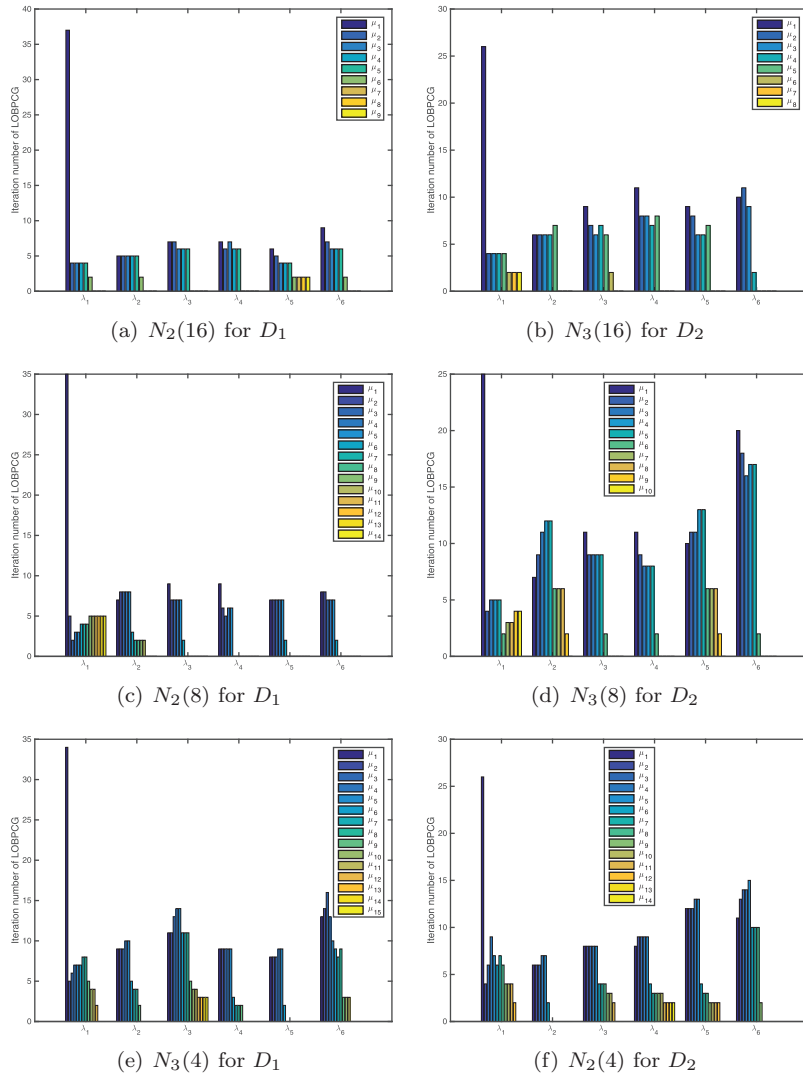 40
35
30
25
20
15
10
5
0
Iteration number of LOBPCG
μ1
μ2
μ3
μ4
μ5
μ6
μ7
μ8
μ9
λ1 λ2 λ3 λ4 λ5 λ6
(a) N2(16) for D1
30
25
20
15
10
5
0
Iteration number of LOBPCG
μ1
μ2
μ3
μ4
μ5
μ6
μ7
μ8
λ1 λ2 λ3 λ4 λ5 λ6
(b) N3(16) for D2
35
30
25
20
15
10
5
0
Iteration number of LOBPCG
μ1
μ2
μ3
μ4
μ5
μ6
μ7
μ8
μ9
μ10
μ11
μ12
μ13
μ14
λ1 λ2 λ3 λ4 λ5 λ6
(c) N2(8) for D1
25
20
15
10
5
0
Iteration number of LOBPCG
μ1
μ2
μ3
μ4
μ5
μ6
μ7
μ8
μ9
μ10
λ1 λ2 λ3 λ4 λ5 λ6
(d) N3(8) for D2
35
30
25
20
15
10
5
0
Iteration number of LOBPCG
μ1
μ2
μ3
μ4
μ5
μ6
μ7
μ8
μ9
μ10
μ11
μ12
μ13
μ14
μ15
λ1 λ2 λ3 λ4 λ5 λ6
(e) N3(4) for D1
30
25
20
15
10
5
0
Iteration number of LOBPCG
μ1
μ2
μ3
μ4
μ5
μ6
μ7
μ8
μ9
μ10
μ11
μ12
μ13
μ14
λ1 λ2 λ3 λ4 λ5 λ6
(f) N2(4) for D2